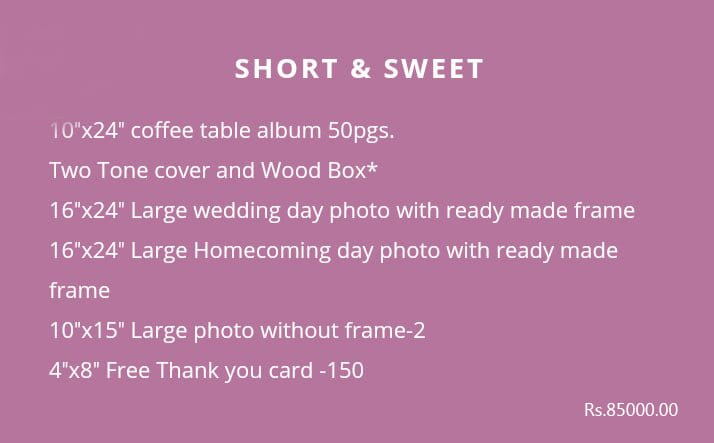 SHORT & SWEET
10"x24" coffee table album 50pgs.
Two Tone cover and Wood Box*
16"x24" Large wedding day photo with ready made frame
16"x24" Large Homecoming day photo with ready made
frame
10"x15" Large photo without frame-2
4"x8" Free Thank you card -150
Rs.85000.00